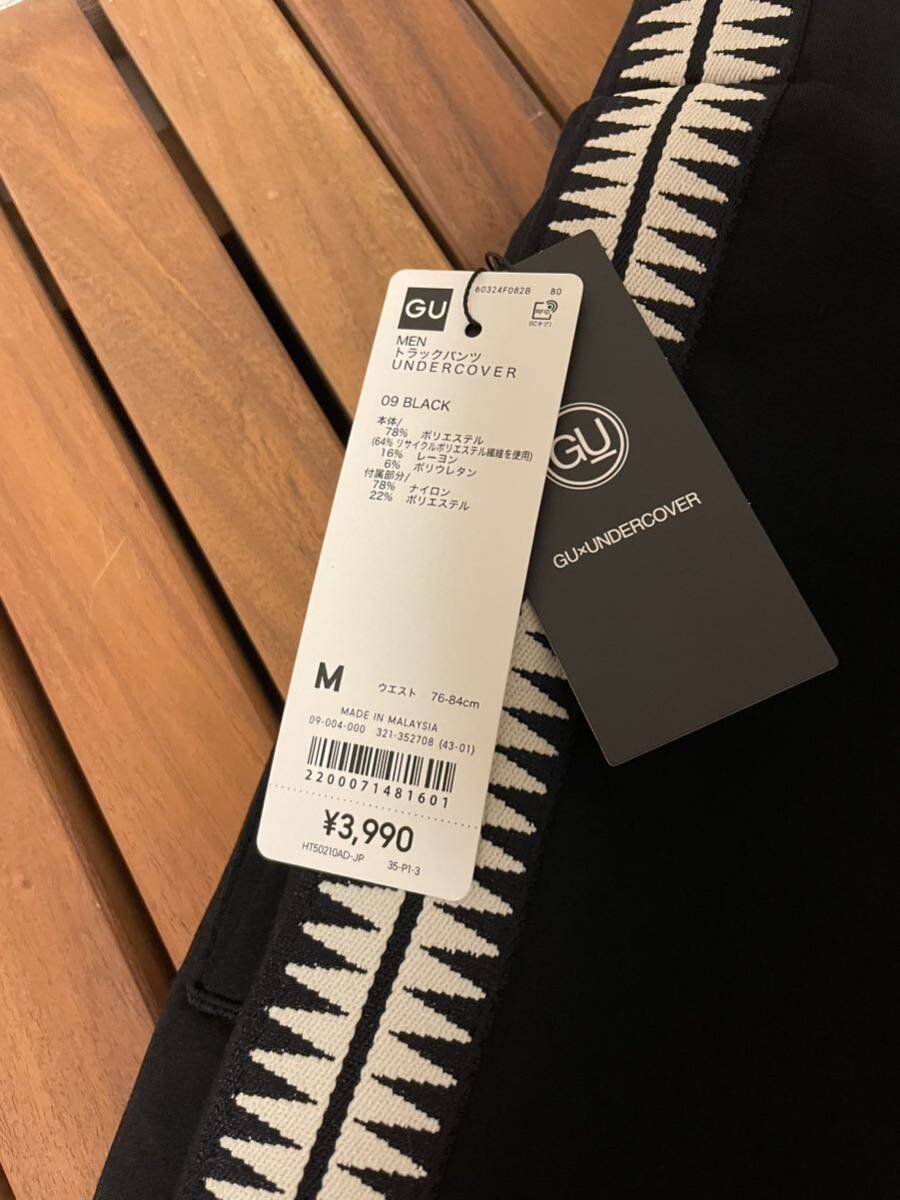 GU
60324F082B 80
RFID
(ICタグ)
MEN
トラックパンツ
UNDERCOVER
09 BLACK
本体/
78% ポリエステル
(64% リサイクルポリエステル繊維を使用)
16% レーヨン
6% ポリウレタン
付属部分/
78% ナイロン
22% ポリエステル
M ウエスト 76-84cm
MADE IN MALAYSIA
09-004-000 321-352708 (43-01)
2200071481601
¥3,990
HT50210AD-JP 35-P1-3
GU
GU×UNDERCOVER